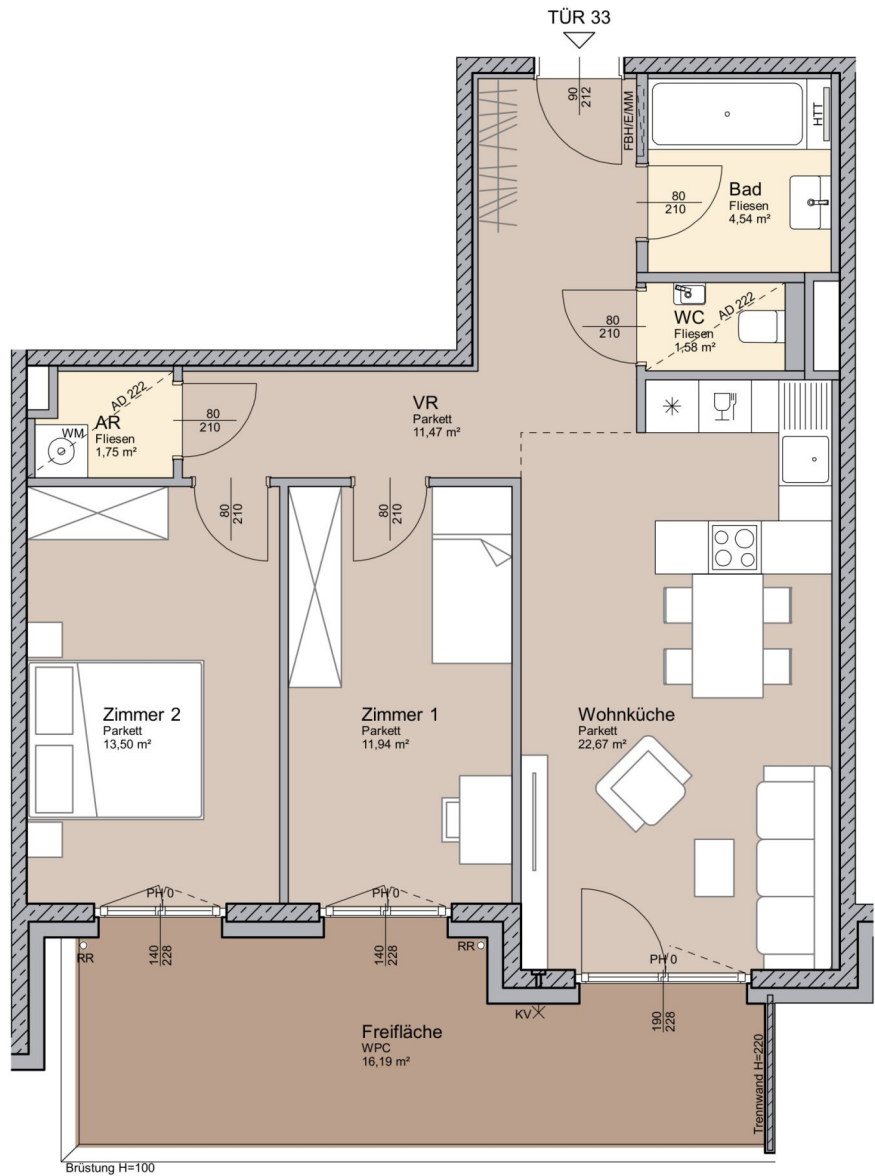 TÜR 33
90
212
FBH/E/MM
HTT
Bad
Fliesen
4,54 m²
80
210
WC
Fliesen
1,58 m²
AD 222
80
210
AD 222
AR
Fliesen
1,75 m²
WM
80
210
VR
Parkett
11,47 m²
80
210
80
210
Zimmer 2
Parkett
13,50 m²
Zimmer 1
Parkett
11,94 m²
Wohnküche
Parkett
22,67 m²
PH 0
PH 0
PH 0
RR
140
228
140
228
RR
KV
190
228
Freifläche
WPC
16,19 m²
Trennwand H=220
Brüstung H=100